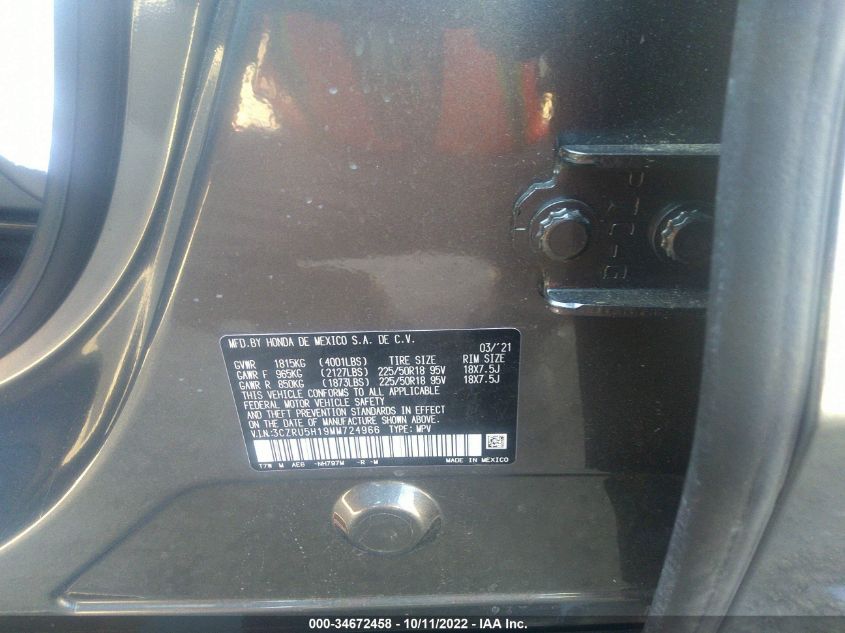 MFD.BY HONDA DE MEXICO S.A. DE C.V.
03/'21
GVWR 1815KG (4001LBS) TIRE SIZE RIM SIZE
GAWR F 965KG (2127LBS) 225/50R18 95V 18X7.5J
GAWR R 850KG (1873LBS) 225/50R18 95V 18X7.5J
THIS VEHICLE CONFORMS TO ALL APPLICABLE
FEDERAL MOTOR VEHICLE SAFETY
AND THEFT PREVENTION STANDARDS IN EFFECT
ON THE DATE OF MANUFACTURE SHOWN ABOVE.
V.I.N:3CZRU5H19MM724966 TYPE: MPV
T7W M AE0 -NH797M -R -M MADE IN MEXICO
000-34672458 - 10/11/2022 - IAA Inc.